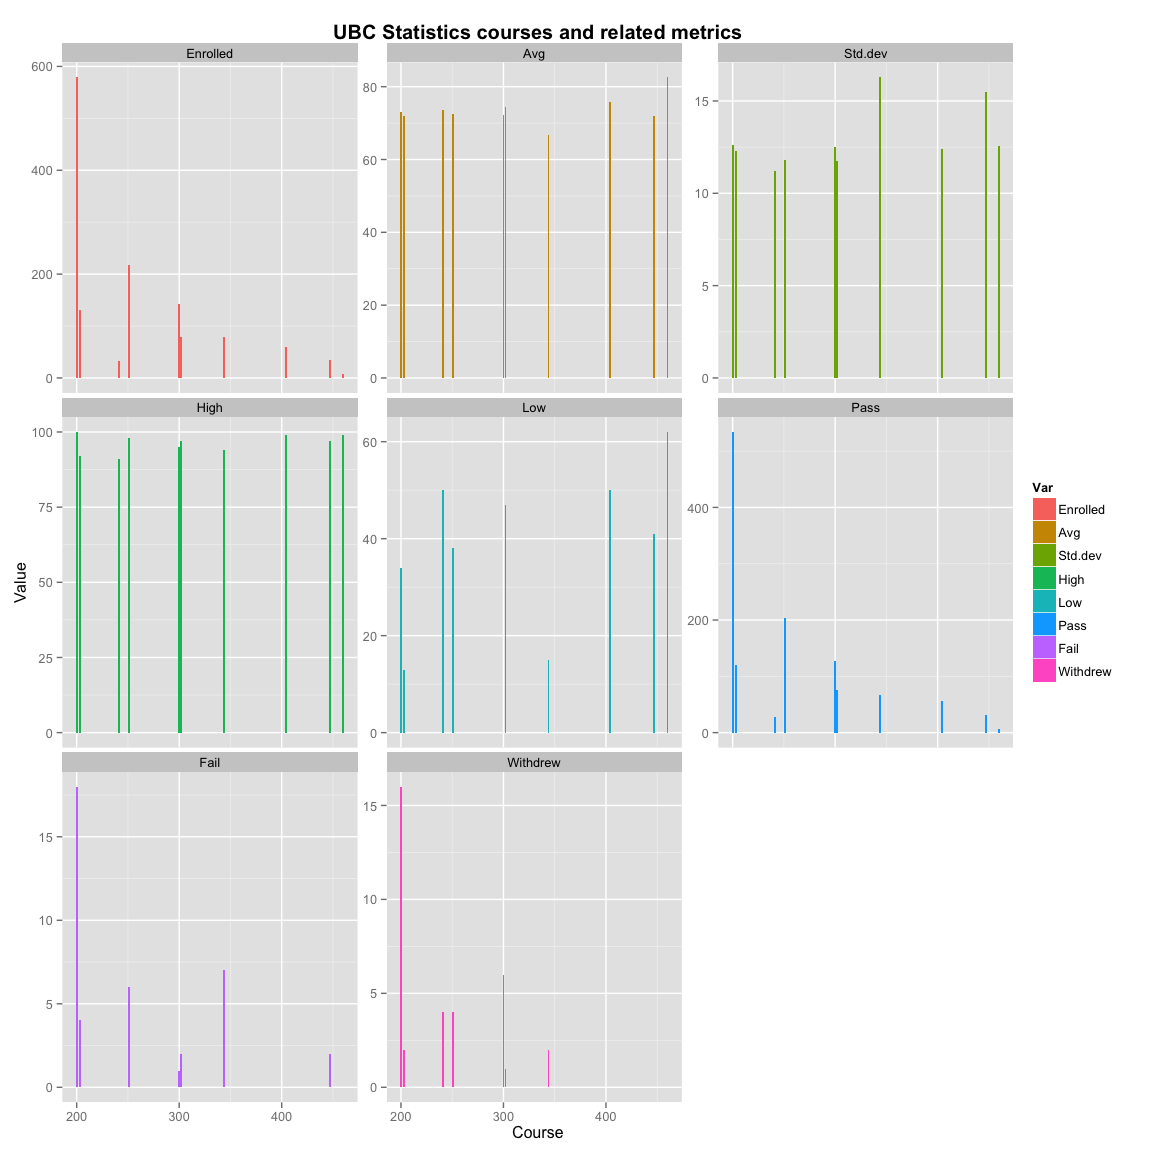 UBC Statistics courses and related metrics
Enrolled
Avg
Std.dev
600
400
200
0
80
60
40
20
0
15
10
5
0
High
Low
Pass
100
75
50
25
0
60
40
20
0
400
200
0
Value
Fail
Withdrew
15
10
5
0
15
10
5
0
200
300
400
200
300
400
Course
Var
Enrolled
Avg
Std.dev
High
Low
Pass
Fail
Withdrew